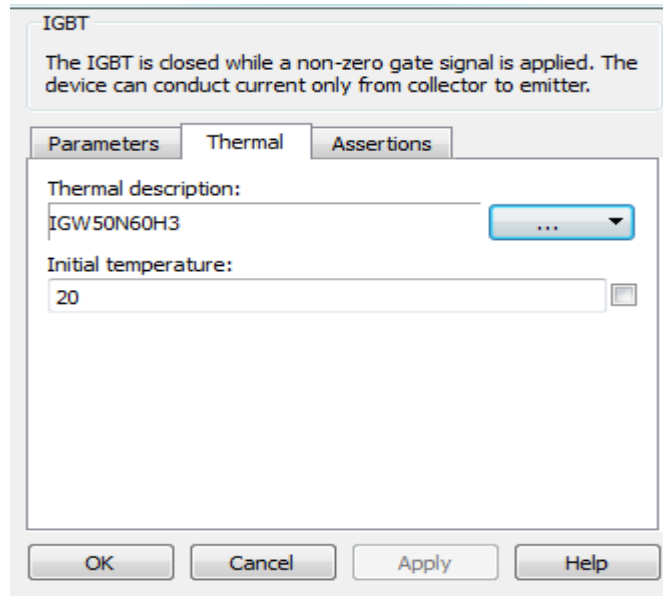 IGBT
The IGBT is closed while a non-zero gate signal is applied. The
device can conduct current only from collector to emitter.
Parameters Thermal Assertions
Thermal description:
IGW50N60H3 ...
Initial temperature:
20
OK Cancel Apply Help